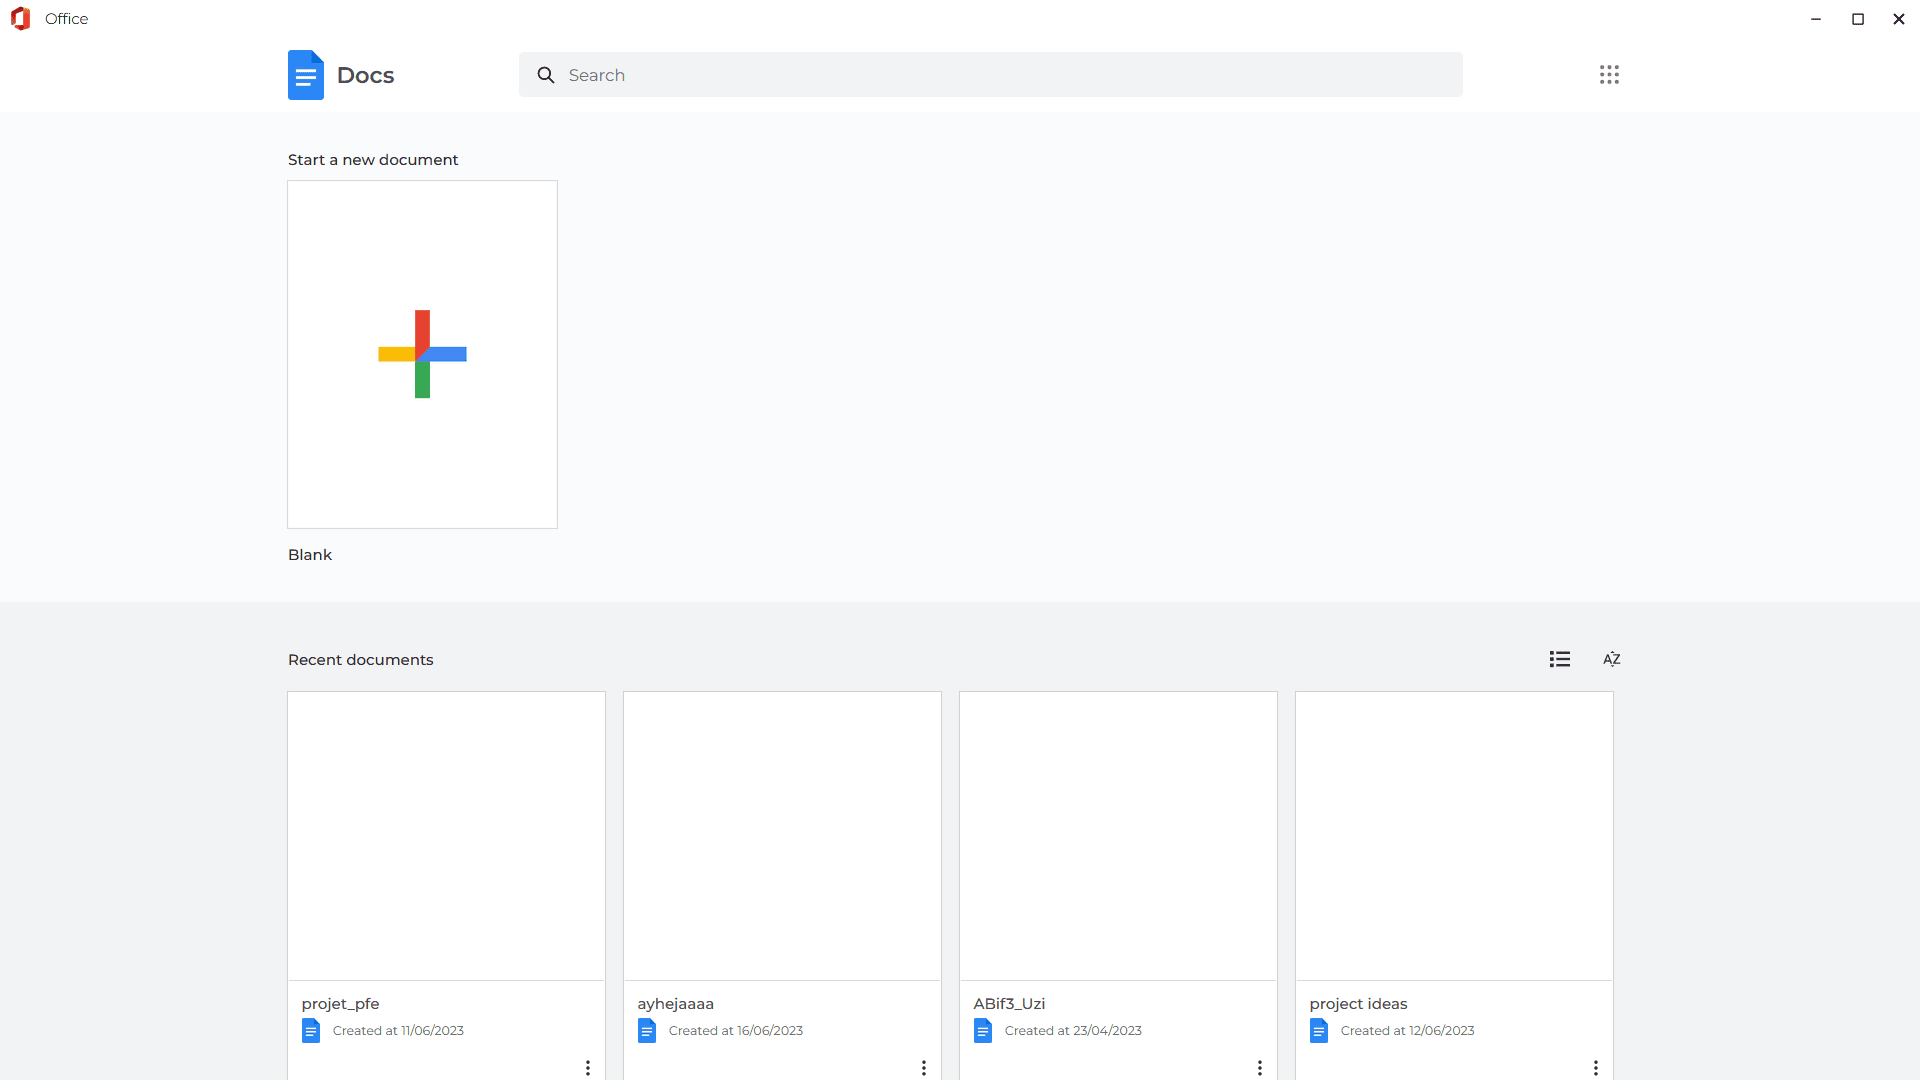 Office
Docs
Search
Start a new document
Blank
Recent documents
AZ
projet_pfe
Created at 11/06/2023
ayhejaaaa
Created at 16/06/2023
ABif3_Uzi
Created at 23/04/2023
project ideas
Created at 12/06/2023